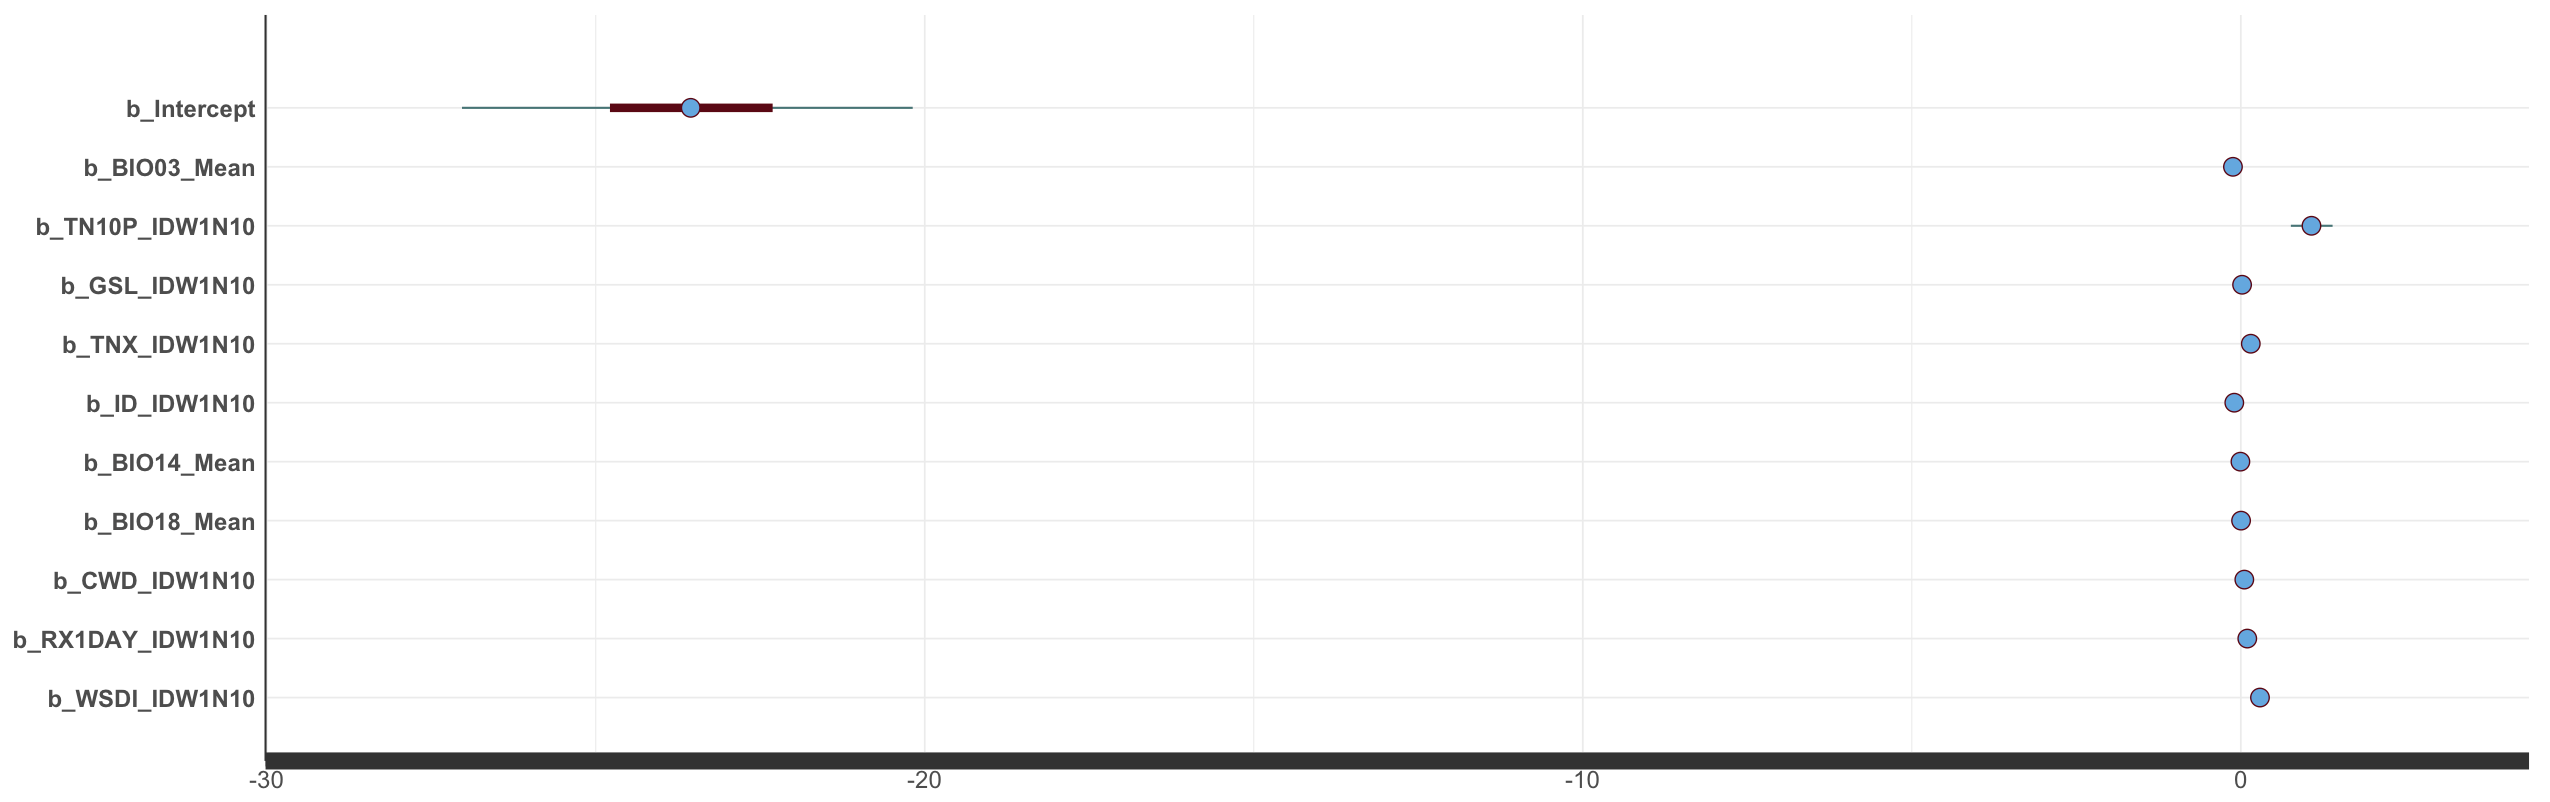 b_Intercept
b_BIO03_Mean
b_TN10P_IDW1N10
b_GSL_IDW1N10
b_TNX_IDW1N10
b_ID_IDW1N10
b_BIO14_Mean
b_BIO18_Mean
b_CWD_IDW1N10
b_RX1DAY_IDW1N10
b_WSDI_IDW1N10
-30 -20 -10 0